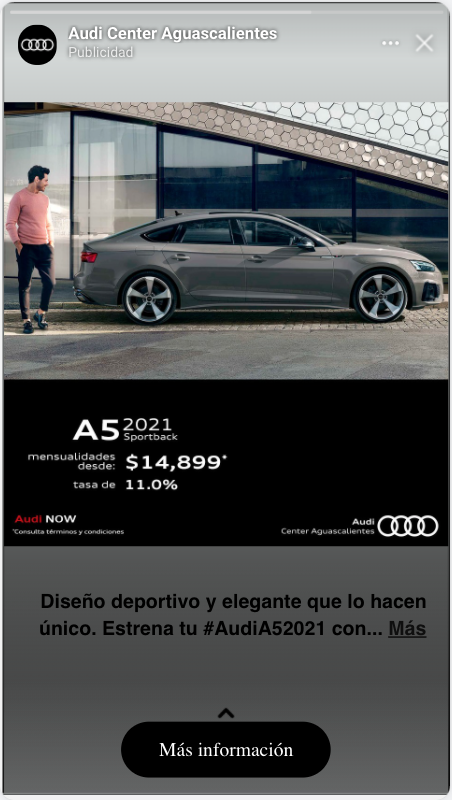 Audi Center Aguascalientes
Publicidad
A5 2021
Sportback
mensualidades
desde: $14,899*
tasa de 11.0%
Audi NOW
*Consulta términos y condiciones
Audi
Center Aguascalientes
Diseño deportivo y elegante que lo hacen
único. Estrena tu #AudiA52021 con... Más
Más información